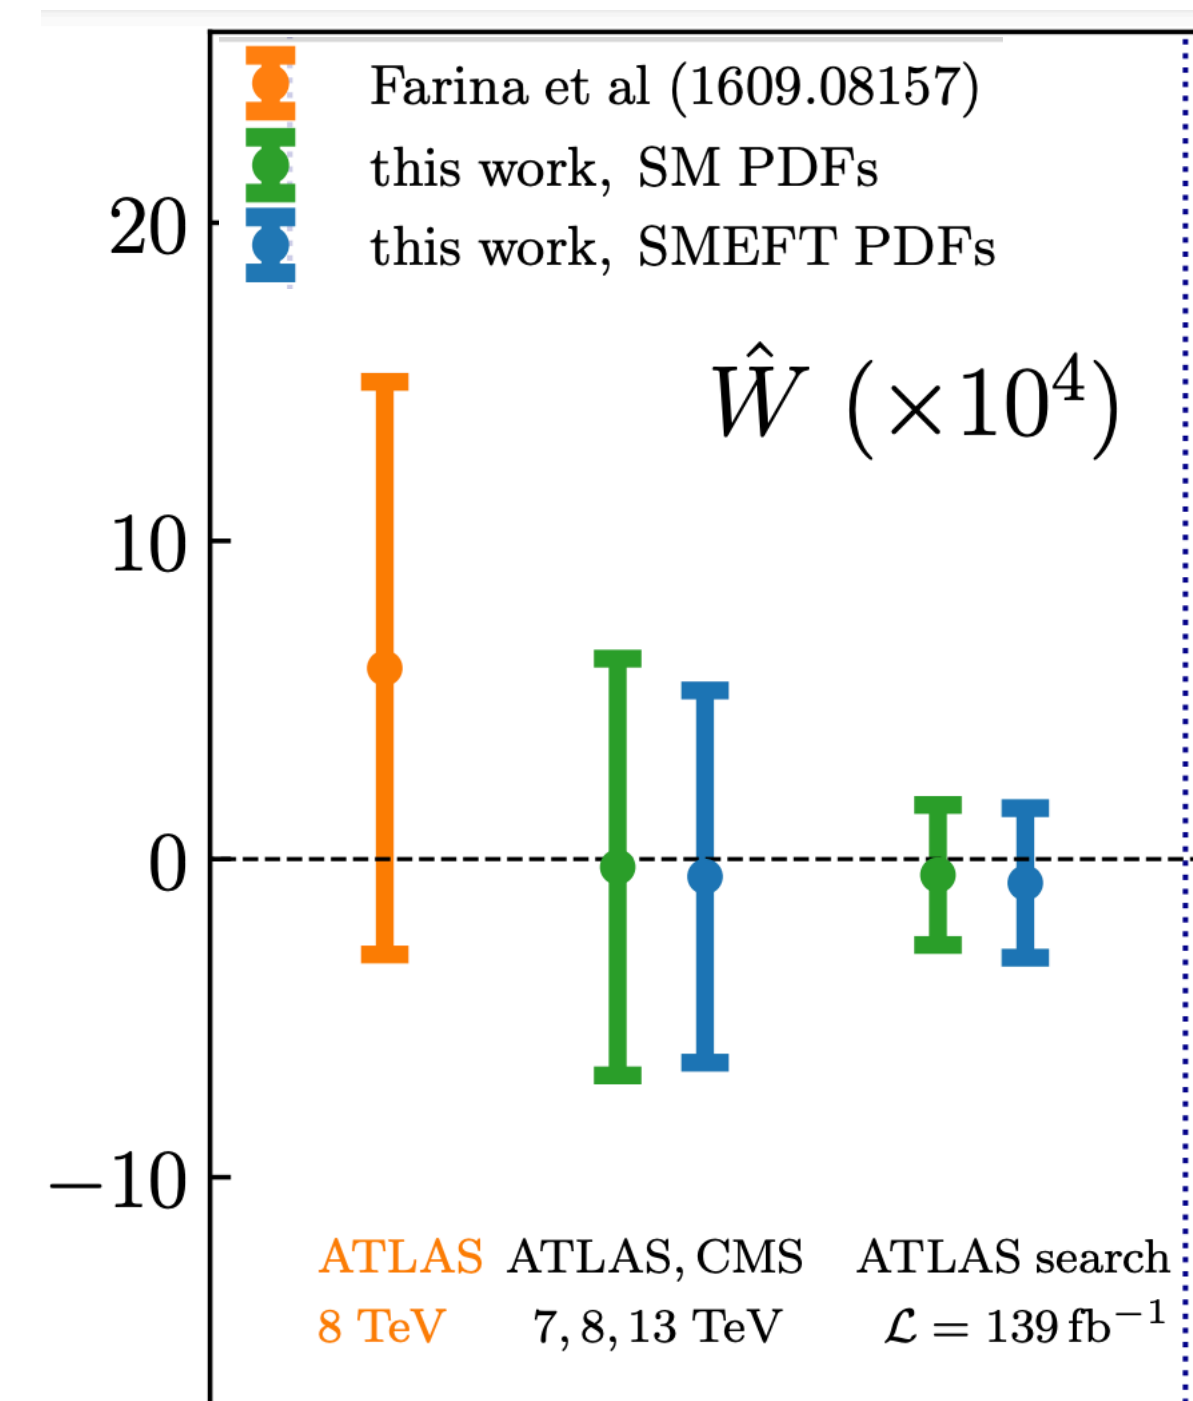 Farina et al (1609.08157)
this work, SM PDFs
this work, SMEFT PDFs
20
Ŵ (×10⁴)
10
0
−10
ATLAS ATLAS, CMS ATLAS search
8 TeV 7, 8, 13 TeV ℒ = 139 fb⁻¹